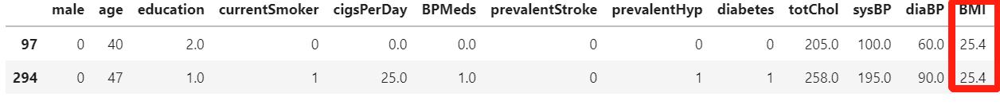 male age education currentSmoker cigsPerDay BPMeds prevalentStroke prevalentHyp diabetes totChol sysBP diaBP BMI
97 0 40 2.0 0 0.0 0.0 0 0 0 205.0 100.0 60.0 25.4
294 0 47 1.0 1 25.0 1.0 0 1 1 258.0 195.0 90.0 25.4